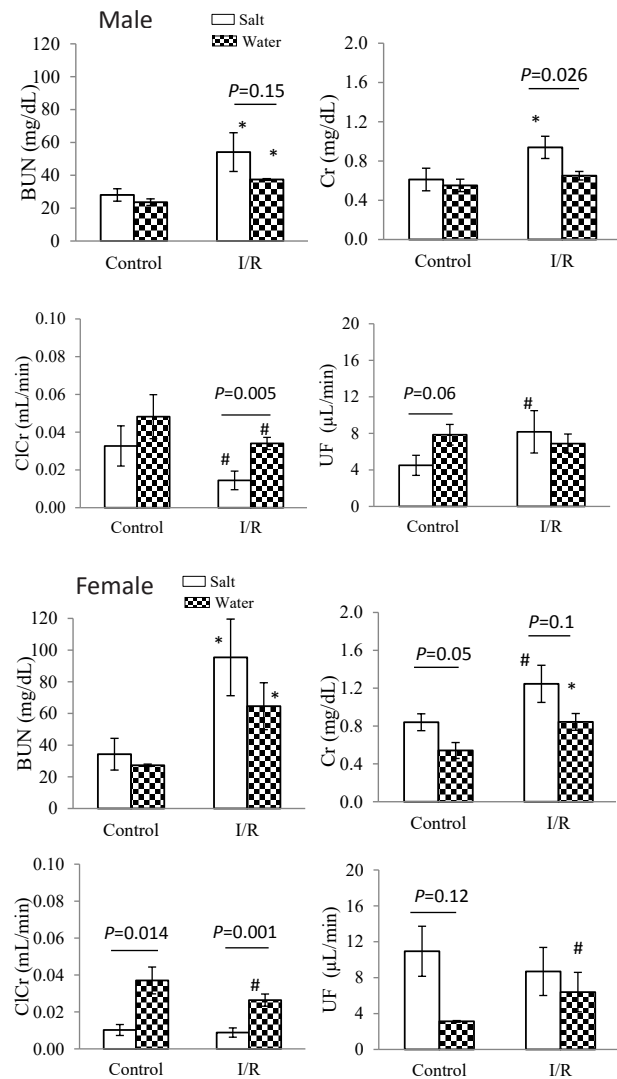 Male
Salt
Water
BUN (mg/dL)
120
100
80
60
40
20
0
P=0.15
*
*
Control
I/R
Cr (mg/dL)
2.0
1.6
1.2
0.8
0.4
0.0
P=0.026
*
Control
I/R
ClCr (mL/min)
0.10
0.08
0.06
0.04
0.02
0.00
P=0.005
#
#
Control
I/R
UF (µL/min)
20
16
12
8
4
0
P=0.06
#
Control
I/R
Female
Salt
Water
BUN (mg/dL)
120
100
80
60
40
20
0
*
*
Control
I/R
Cr (mg/dL)
2.0
1.6
1.2
0.8
0.4
0.0
P=0.05
P=0.1
#
*
Control
I/R
ClCr (mL/min)
0.10
0.08
0.06
0.04
0.02
0.00
P=0.014
P=0.001
#
Control
I/R
UF (µL/min)
20
16
12
8
4
0
P=0.12
#
Control
I/R